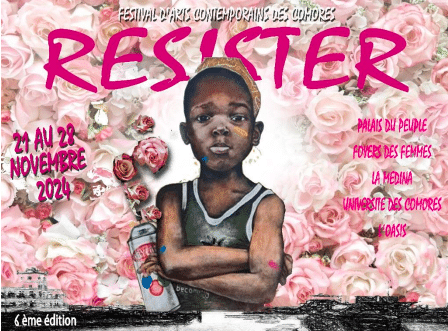 FESTIVAL D'ARTS CONTEMPORAINS DES COMORES
RESISTER
21 AU 28
NOVEMBRE
2024
PALAIS DU PEUPLE
FOYERS DES FEMMES
LA MEDINA
UNIVERSITE DES COMORES
OASIS
6 ème édition